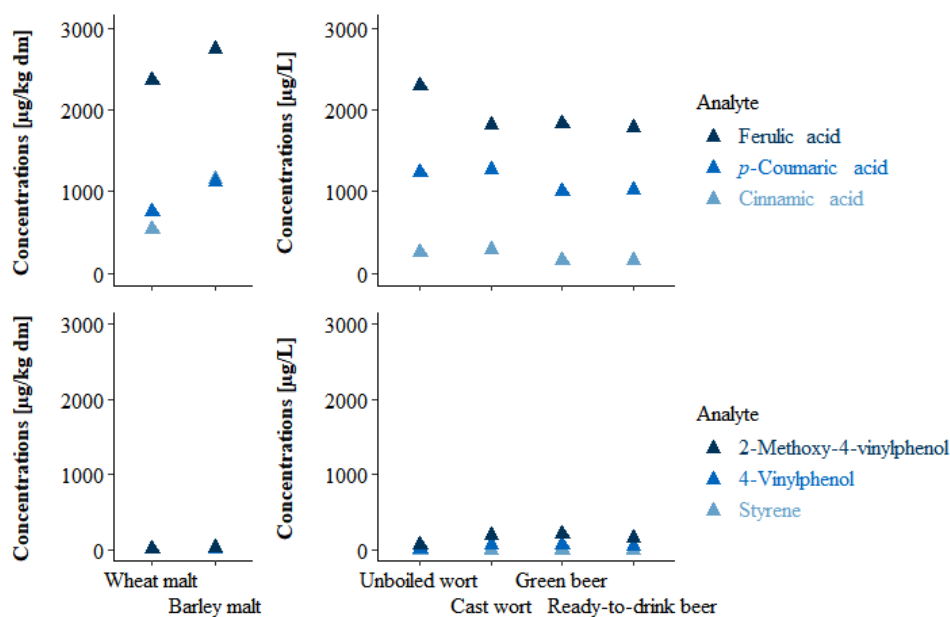 Concentrations [µg/kg dm]
3000
2000
1000
0
Concentrations [µg/L]
3000
2000
1000
0
Analyte
Ferulic acid
p-Coumaric acid
Cinnamic acid
Concentrations [µg/kg dm]
3000
2000
1000
0
Wheat malt
Barley malt
Concentrations [µg/L]
3000
2000
1000
0
Unboiled wort
Cast wort
Green beer
Ready-to-drink beer
Analyte
2-Methoxy-4-vinylphenol
4-Vinylphenol
Styrene